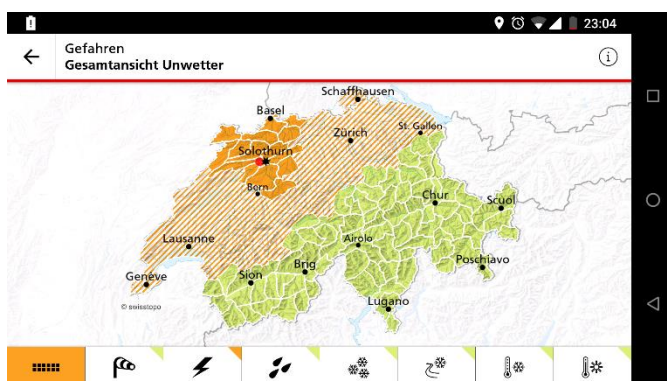 23:04
Gefahren
Gesamtansicht Unwetter
Schaffhausen
Basel
Zürich
St. Gallen
Solothurn
Bern
Chur
Scuol
Lausanne
Airolo
Genève
Sion
Brig
Poschiavo
Lugano
© swisstopo